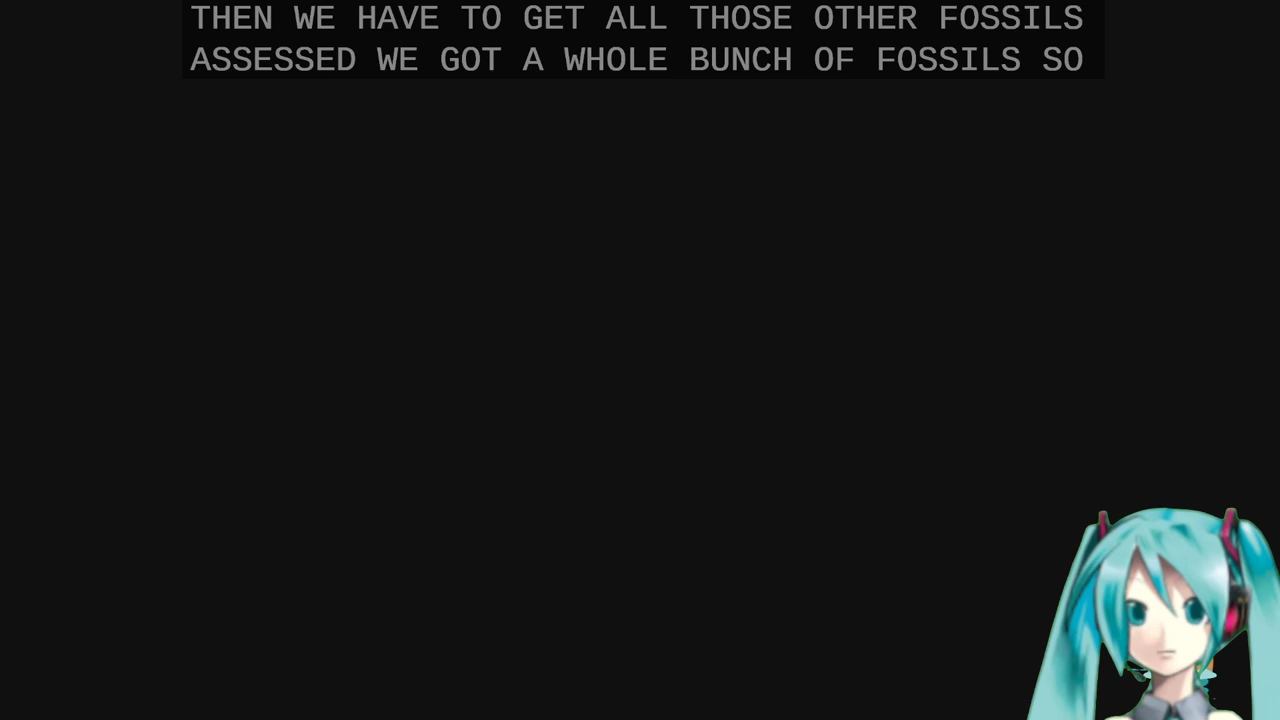 THEN WE HAVE TO GET ALL THOSE OTHER FOSSILS
ASSESSED WE GOT A WHOLE BUNCH OF FOSSILS SO